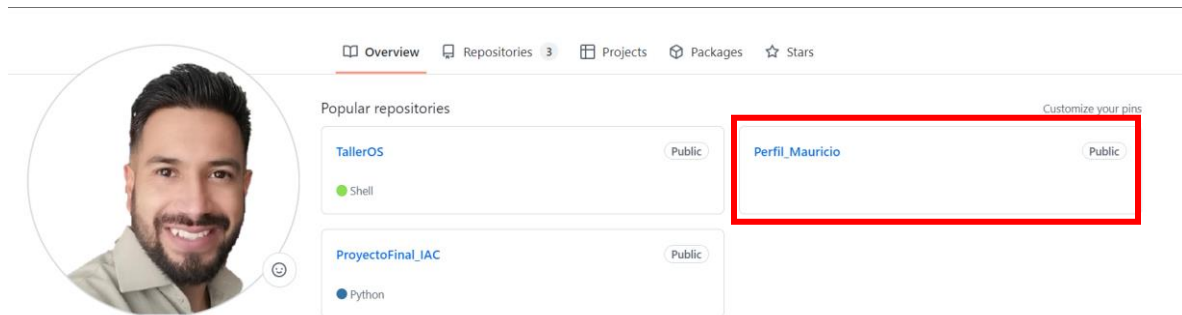 Overview Repositories 3 Projects Packages Stars
Popular repositories Customize your pins
TallerOS Public
Shell
Perfil_Mauricio Public
ProyectoFinal_IAC Public
Python